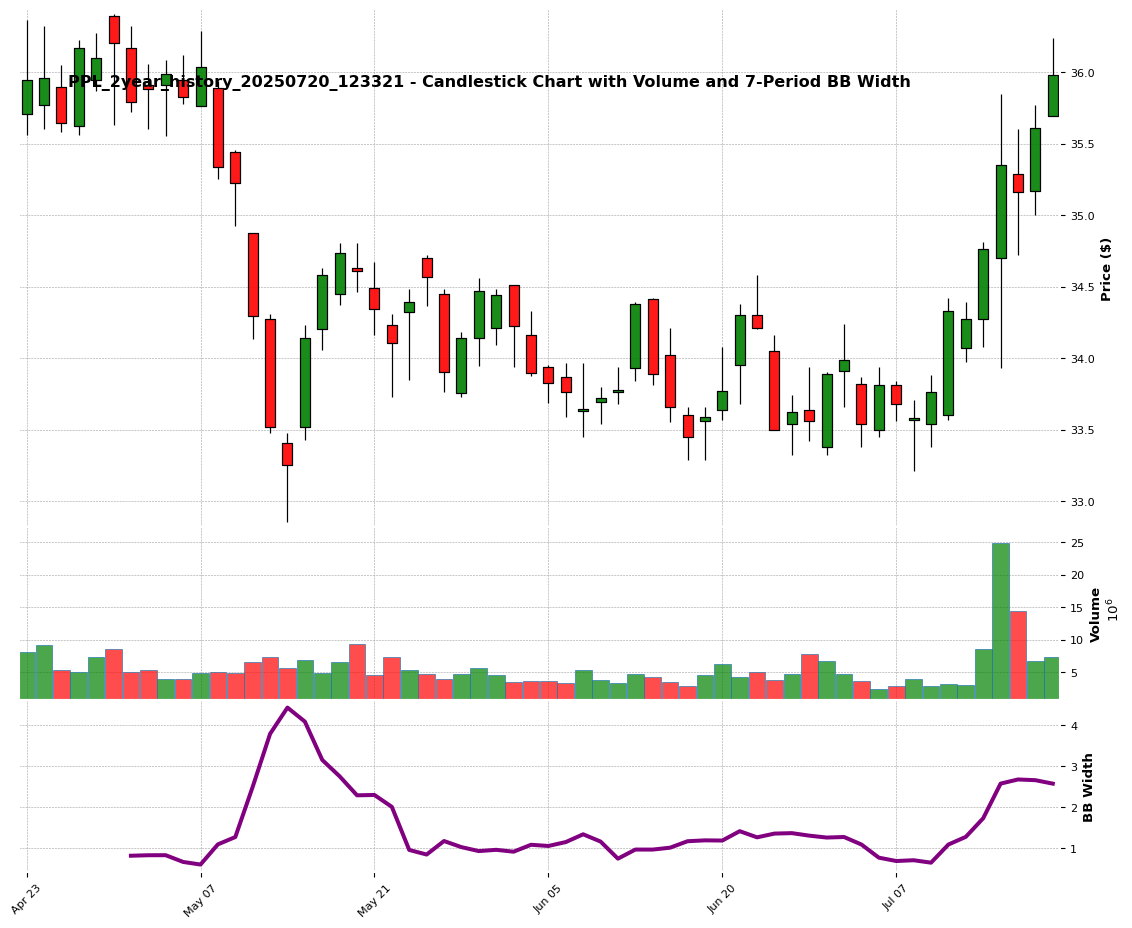 PPL_2year_history_20250720_123321 - Candlestick Chart with Volume and 7-Period BB Width
36.0
35.5
35.0
34.5
34.0
33.5
33.0
Price ($)
25
20
15
10
5
Volume
10^6
4
3
2
1
BB Width
Apr 23
May 07
May 21
Jun 05
Jun 20
Jul 07